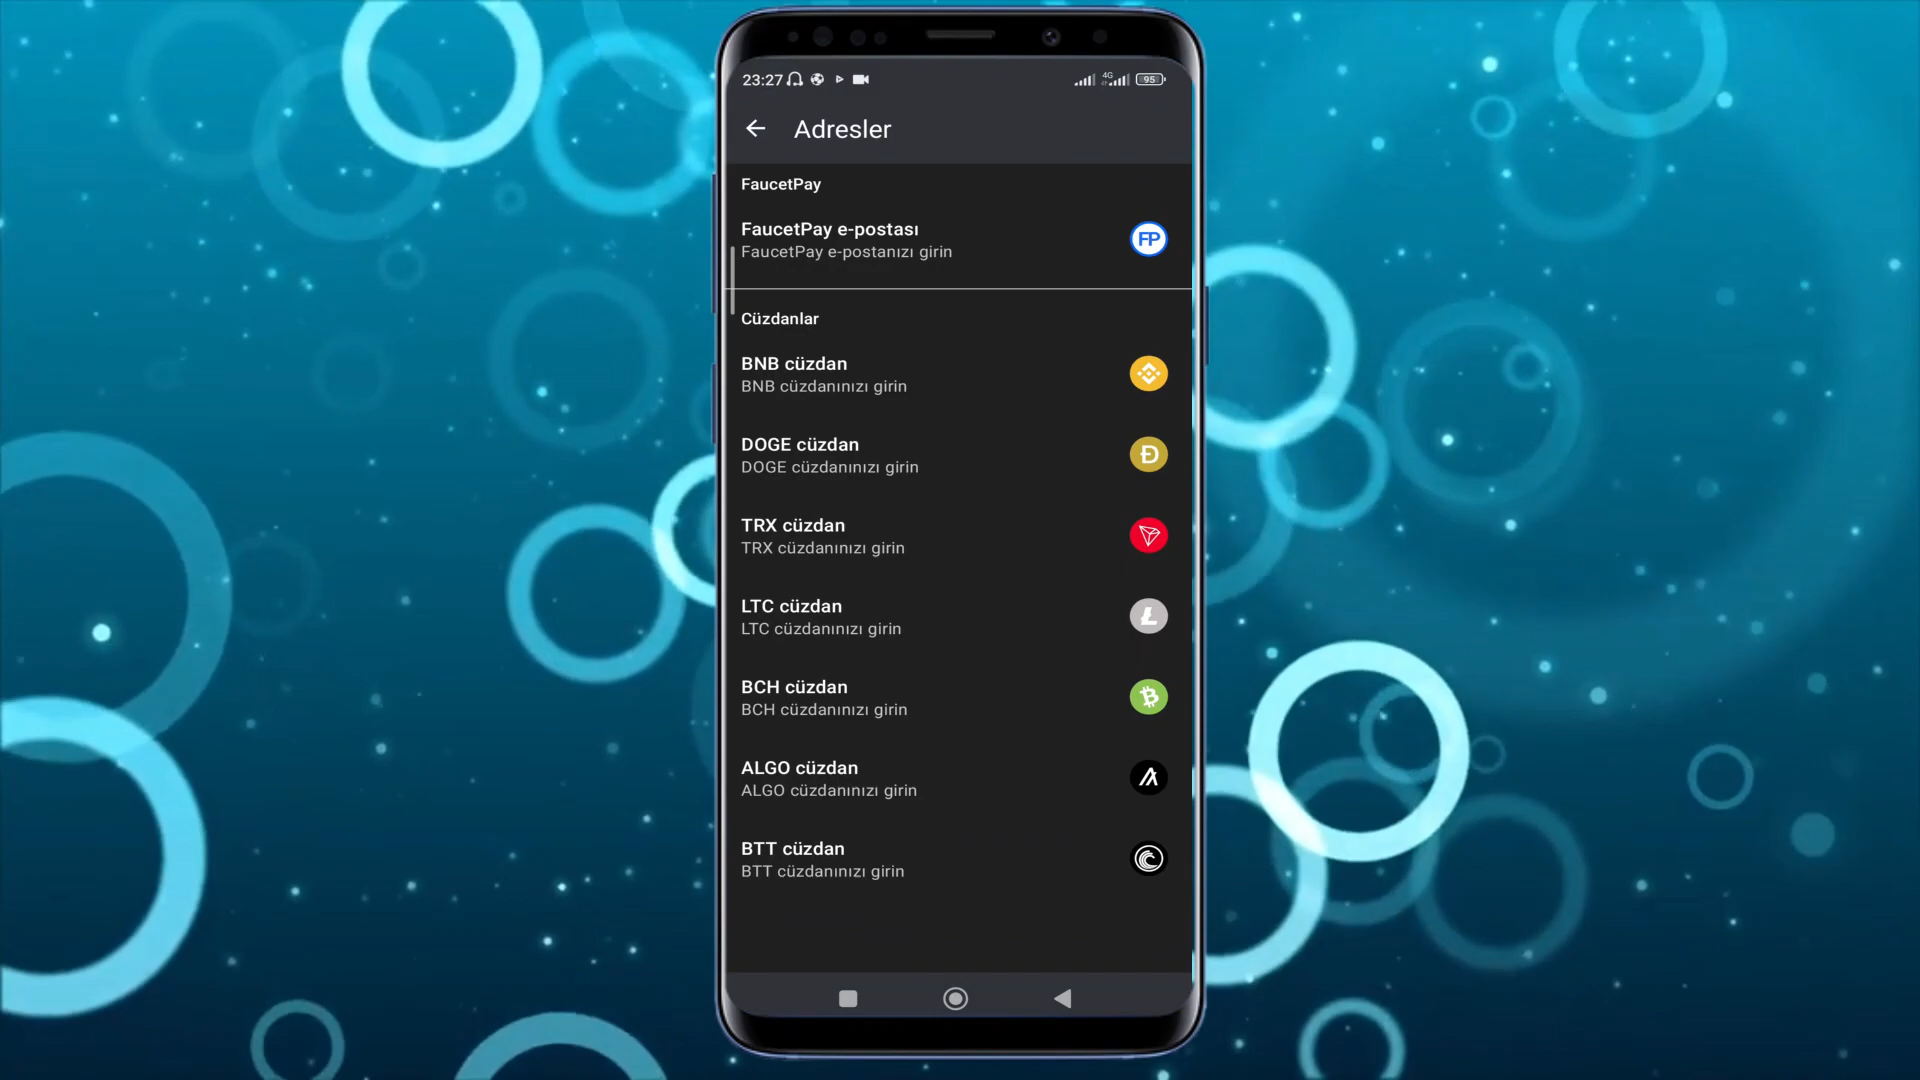 23:27 4G 95
Adresler
FaucetPay
FaucetPay e-postası
FaucetPay e-postanızı girin
FP
Cüzdanlar
BNB cüzdan
BNB cüzdanınızı girin
DOGE cüzdan
DOGE cüzdanınızı girin
TRX cüzdan
TRX cüzdanınızı girin
LTC cüzdan
LTC cüzdanınızı girin
BCH cüzdan
BCH cüzdanınızı girin
ALGO cüzdan
ALGO cüzdanınızı girin
BTT cüzdan
BTT cüzdanınızı girin